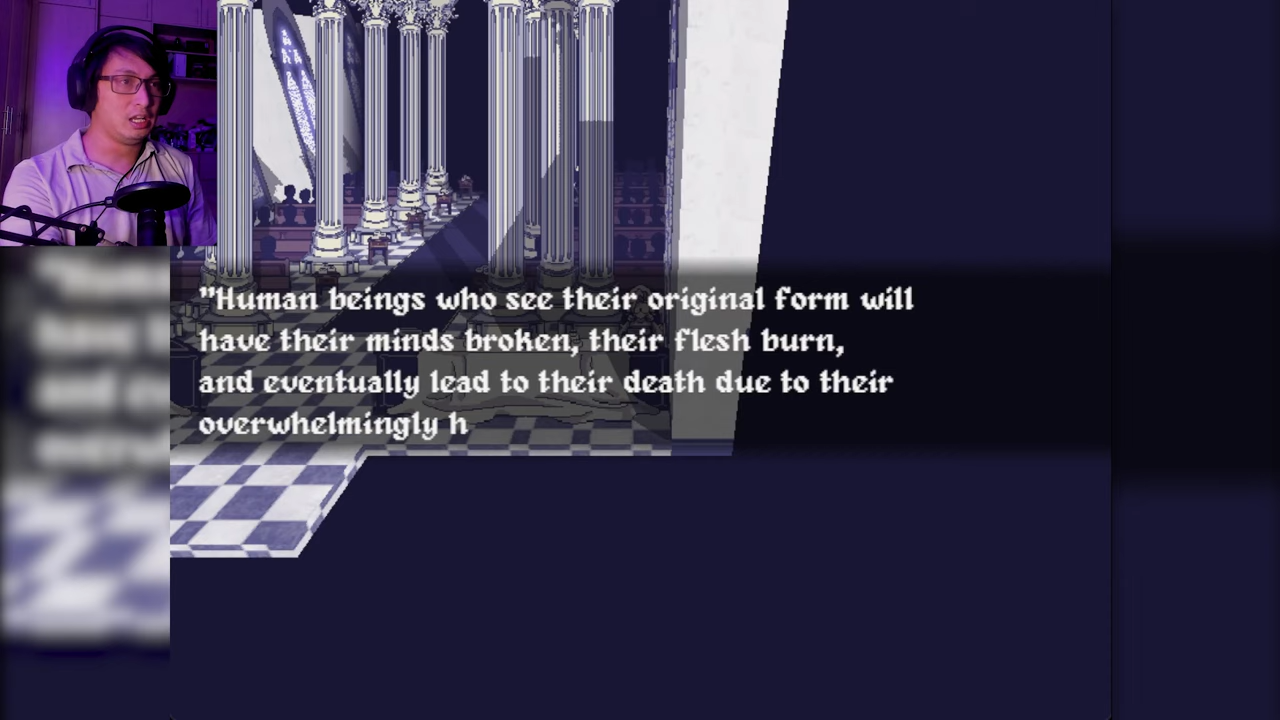 "Human beings who see their original form will
have their minds broken, their flesh burn,
and eventually lead to their death due to their
overwhelmingly h